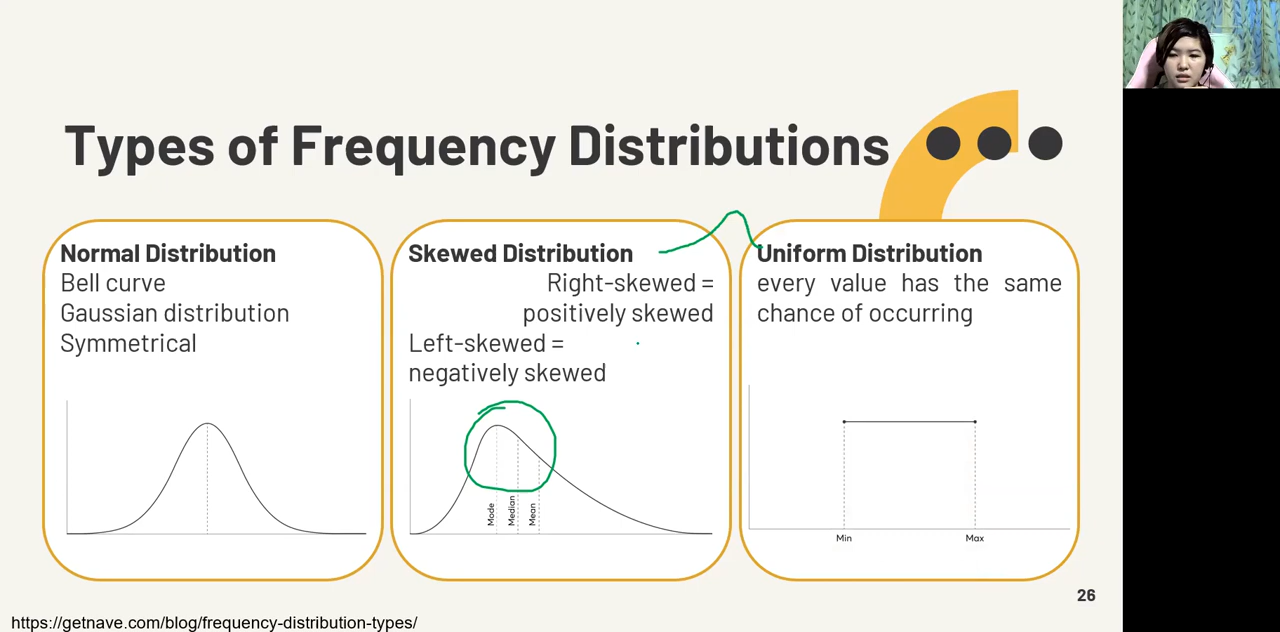 Types of Frequency Distributions
Normal Distribution
Bell curve
Gaussian distribution
Symmetrical
Skewed Distribution
Right-skewed =
positively skewed
Left-skewed =
negatively skewed
Mode
Median
Mean
Uniform Distribution
every value has the same
chance of occurring
Min
Max
26
https://getnave.com/blog/frequency-distribution-types/